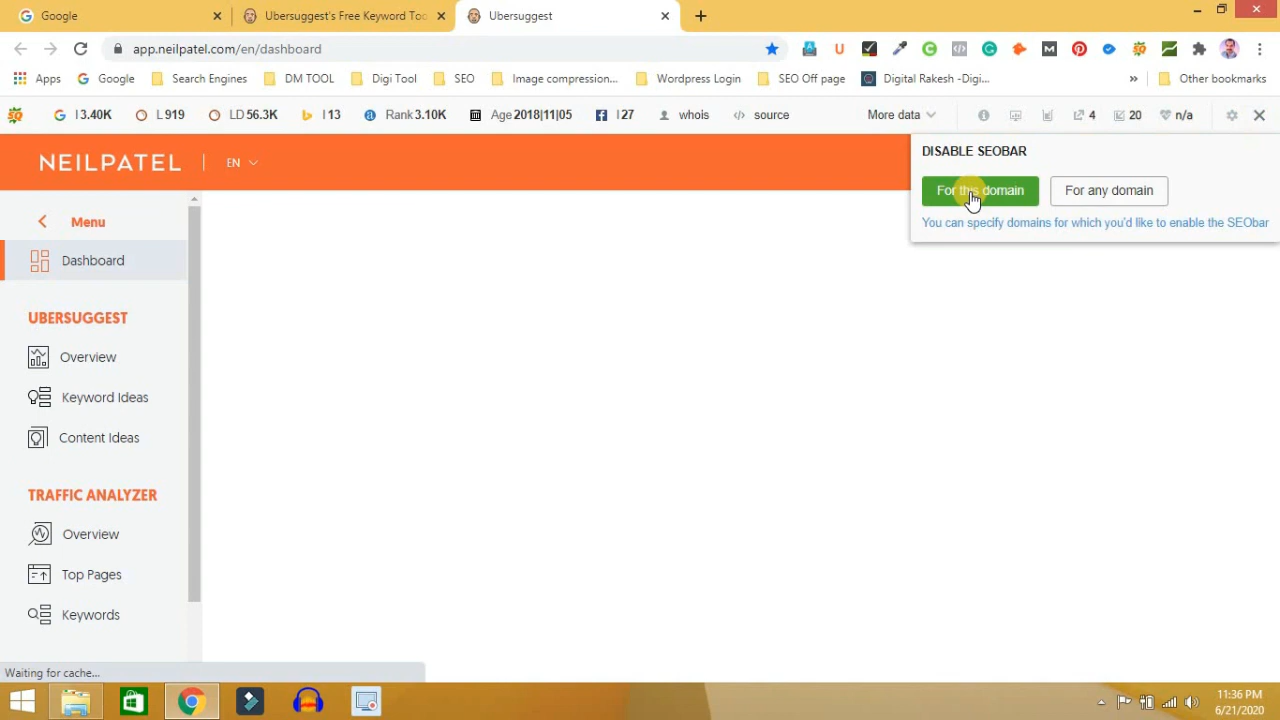 Google
Ubersuggest's Free Keyword Too
Ubersuggest
app.neilpatel.com/en/dashboard
Apps
Google
Search Engines
DM TOOL
Digi Tool
SEO
Image compression...
Wordpress Login
SEO Off page
Digital Rakesh -Digi...
»
Other bookmarks
I 3.40K
L 919
LD 56.3K
I 13
Rank 3.10K
Age 2018|11|05
I 27
whois
source
More data
4
20
n/a
NEILPATEL
EN
DISABLE SEOBAR
For this domain
For any domain
You can specify domains for which you'd like to enable the SEObar
Menu
Dashboard
UBERSUGGEST
Overview
Keyword Ideas
Content Ideas
TRAFFIC ANALYZER
Overview
Top Pages
Keywords
Waiting for cache...
11:36 PM
6/21/2020